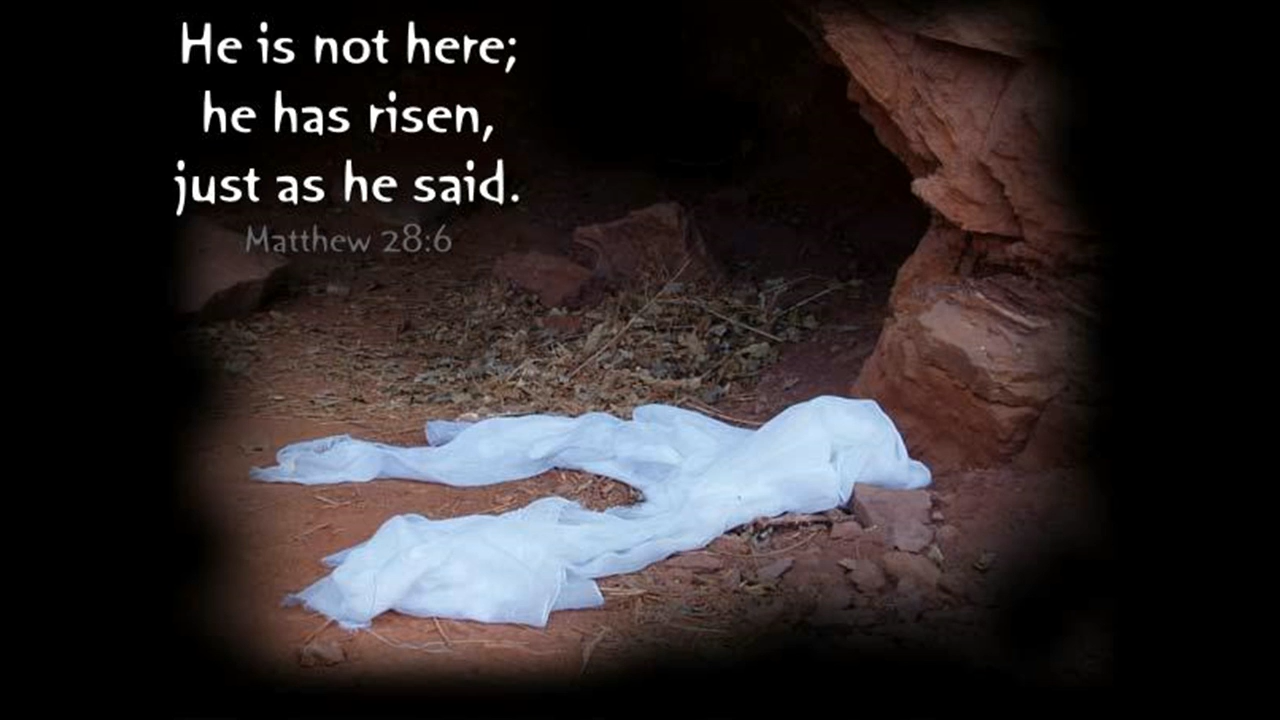 He is not here;
he has risen,
just as he said.
Matthew 28:6